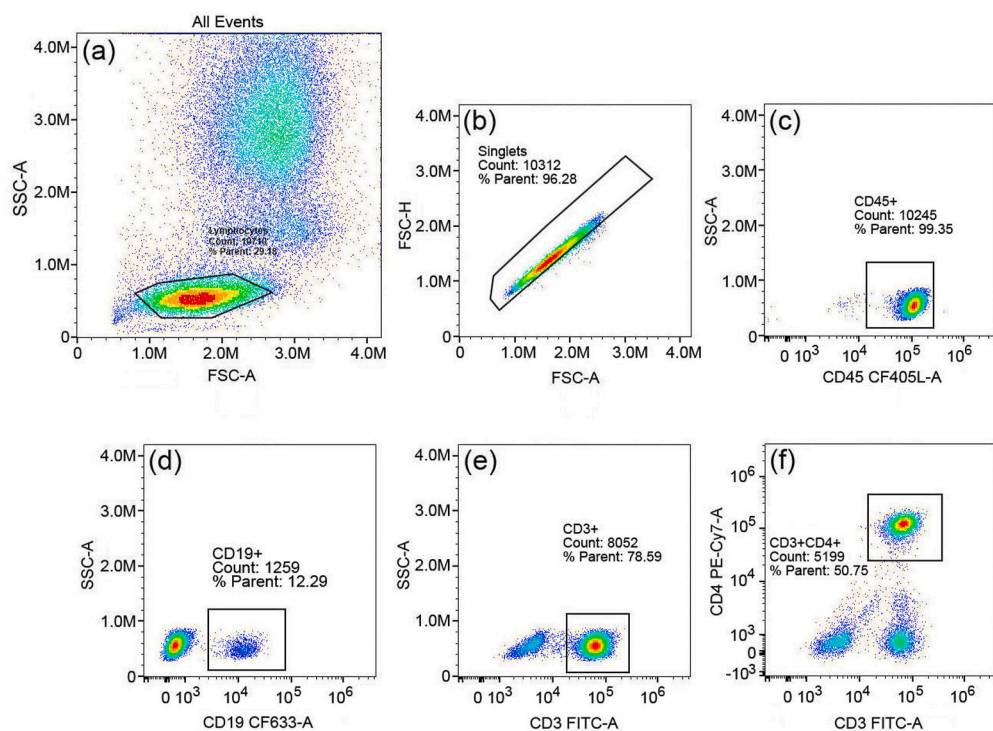 All Events
(a)
4.0M
3.0M
2.0M
1.0M
0
SSC-A
Lymphocytes
Count: 10710
% Parent: 29.18
1.0M 2.0M 3.0M 4.0M
FSC-A
(b)
4.0M
3.0M
2.0M
1.0M
0
FSC-H
Singlets
Count: 10312
% Parent: 96.28
0 1.0M 2.0M 3.0M 4.0M
FSC-A
(c)
4.0M
3.0M
2.0M
1.0M
0
SSC-A
CD45+
Count: 10245
% Parent: 99.35
0 10³ 10⁴ 10⁵ 10⁶
CD45 CF405L-A
(d)
4.0M
3.0M
2.0M
1.0M
0
SSC-A
CD19+
Count: 1259
% Parent: 12.29
10³ 10⁴ 10⁵ 10⁶
CD19 CF633-A
(e)
4.0M
3.0M
2.0M
1.0M
0
SSC-A
CD3+
Count: 8052
% Parent: 78.59
0 10³ 10⁴ 10⁵ 10⁶
CD3 FITC-A
(f)
10⁶
10⁵
10⁴
10³
0
-10³
CD4 PE-Cy7-A
CD3+CD4+
Count: 5199
% Parent: 50.75
0 10³ 10⁴ 10⁵ 10⁶
CD3 FITC-A